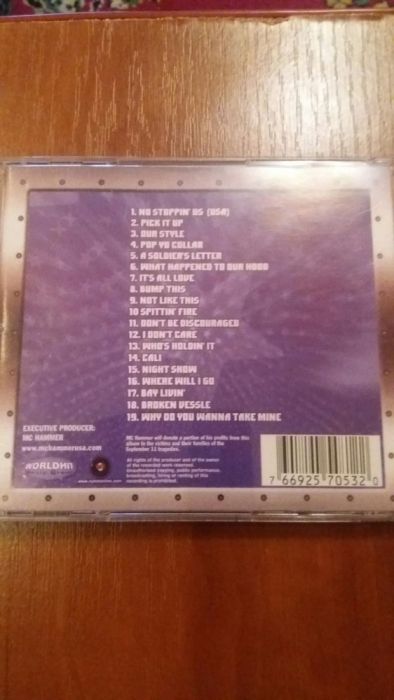 1. NO STOPPIN' US (USA)
2. PICK IT UP
3. OUR STYLE
4. POP YO COLLAR
5. A SOLDIER'S LETTER
6. WHAT HAPPENED TO OUR HOOD
7. IT'S ALL LOVE
8. BUMP THIS
9. NOT LIKE THIS
10 SPITTIN' FIRE
11. DON'T BE DISCOURAGED
12. I DON'T CARE
13. WHO'S HOLDIN' IT
14. CALI
15. NIGHT SHOW
16. WHERE WILL I GO
17. BAY LIVIN'
18. BROKEN VESSLE
19. WHY DO YOU WANNA TAKE MINE
EXECUTIVE PRODUCER:
MC HAMMER
www.mchammerusa.com
WORLDHIT
MC Hammer will donate a portion of his profits from this
album to the victims and their families of the
September 11 tragedies.
All rights of the producer and of the owner
of the recorded work reserved.
Unauthorised copying, public performance,
broadcasting, hiring or renting of this
recording is prohibited.
7 66925 70532 0